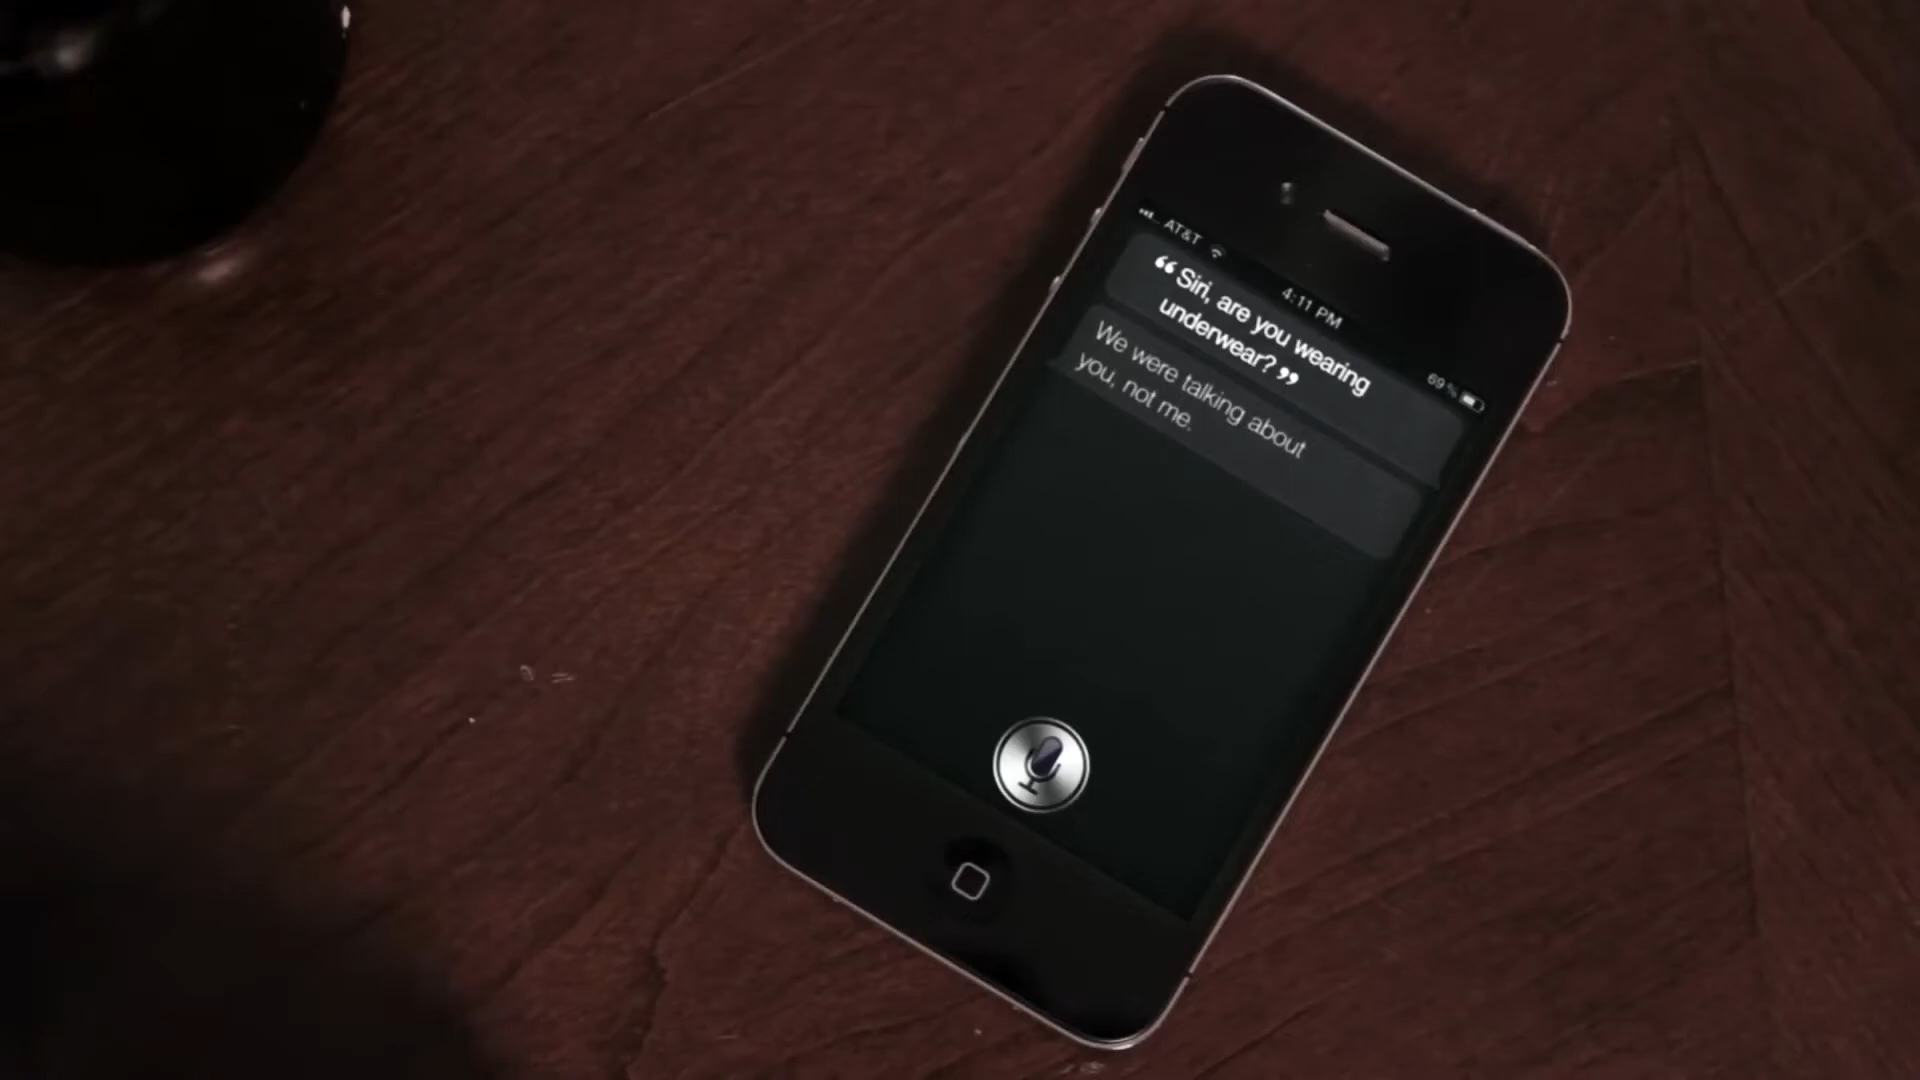 AT&T
4:11 PM
69%
“Siri, are you wearing
underwear?”
We were talking about
you, not me.